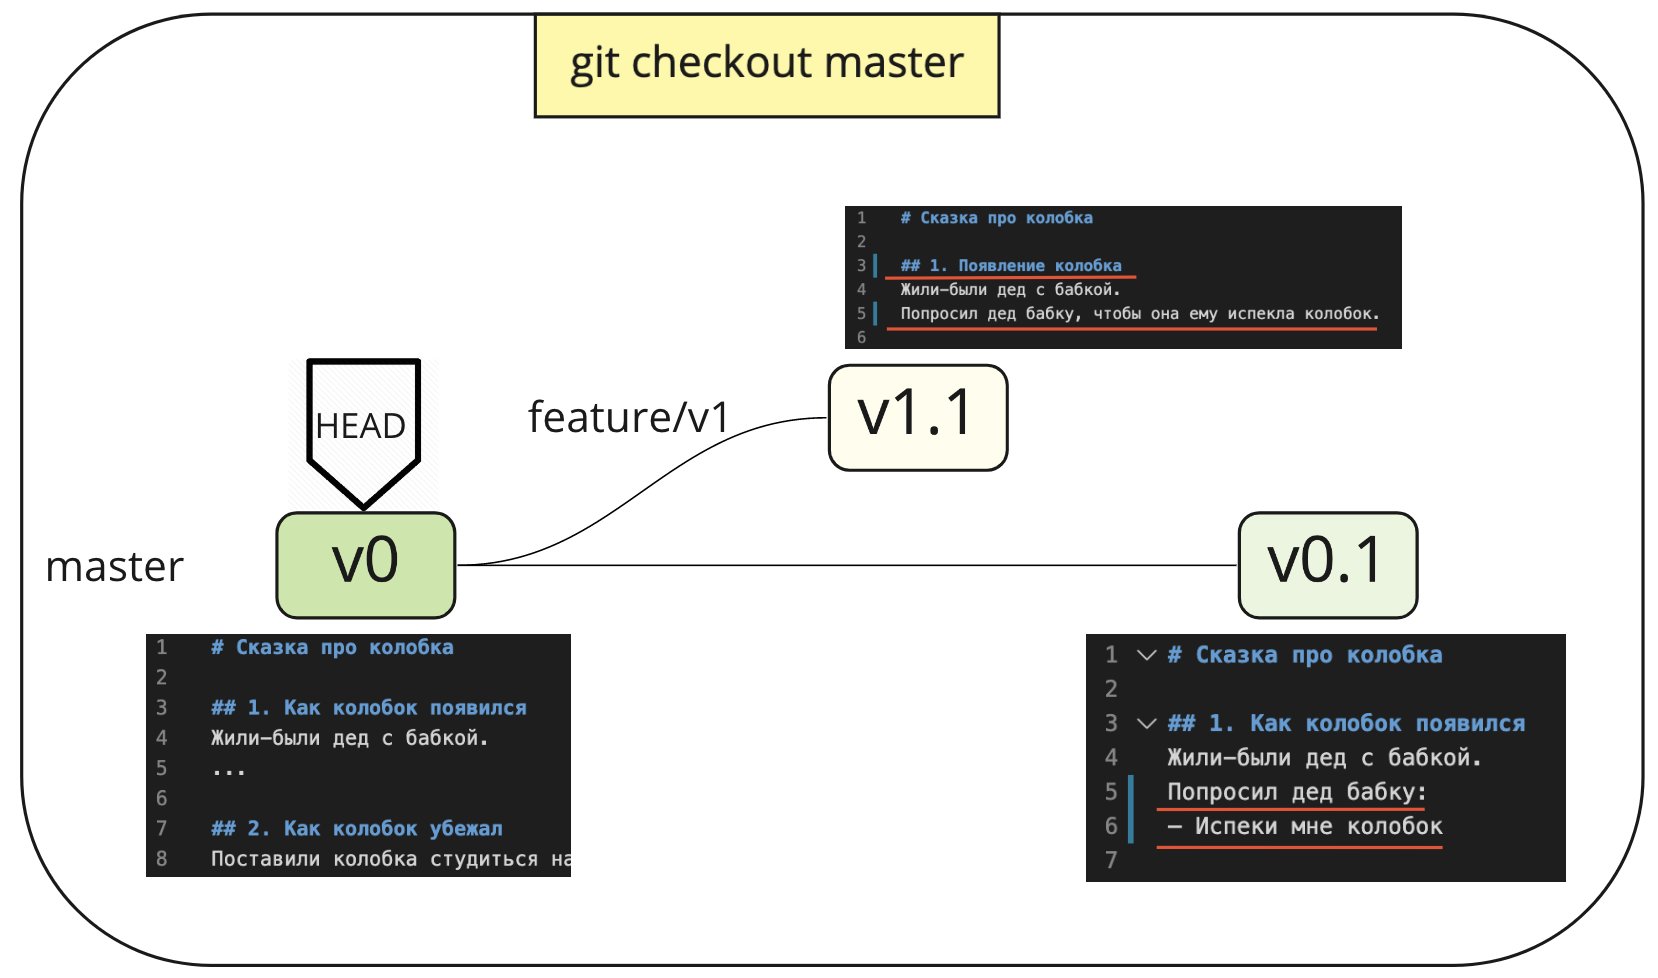 git checkout master
1 # Сказка про колобка
2
3 ## 1. Появление колобка
4 Жили-были дед с бабкой.
5 Попросил дед бабку, чтобы она ему испекла колобок.
6
HEAD
feature/v1
v1.1
master
v0
v0.1
1 # Сказка про колобка
2
3 ## 1. Как колобок появился
4 Жили-были дед с бабкой.
5 ...
6
7 ## 2. Как колобок убежал
8 Поставили колобка студиться на
1 # Сказка про колобка
2
3 ## 1. Как колобок появился
4 Жили-были дед с бабкой.
5 Попросил дед бабку:
6 – Испеки мне колобок
7